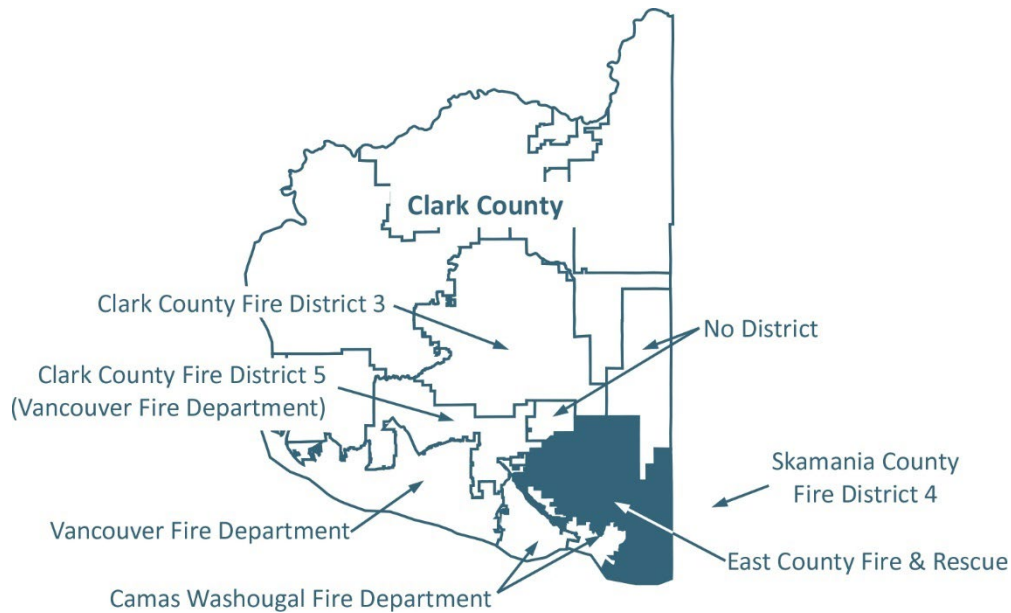 Clark County
Clark County Fire District 3
No District
Clark County Fire District 5
(Vancouver Fire Department)
Skamania County
Fire District 4
Vancouver Fire Department
East County Fire & Rescue
Camas Washougal Fire Department